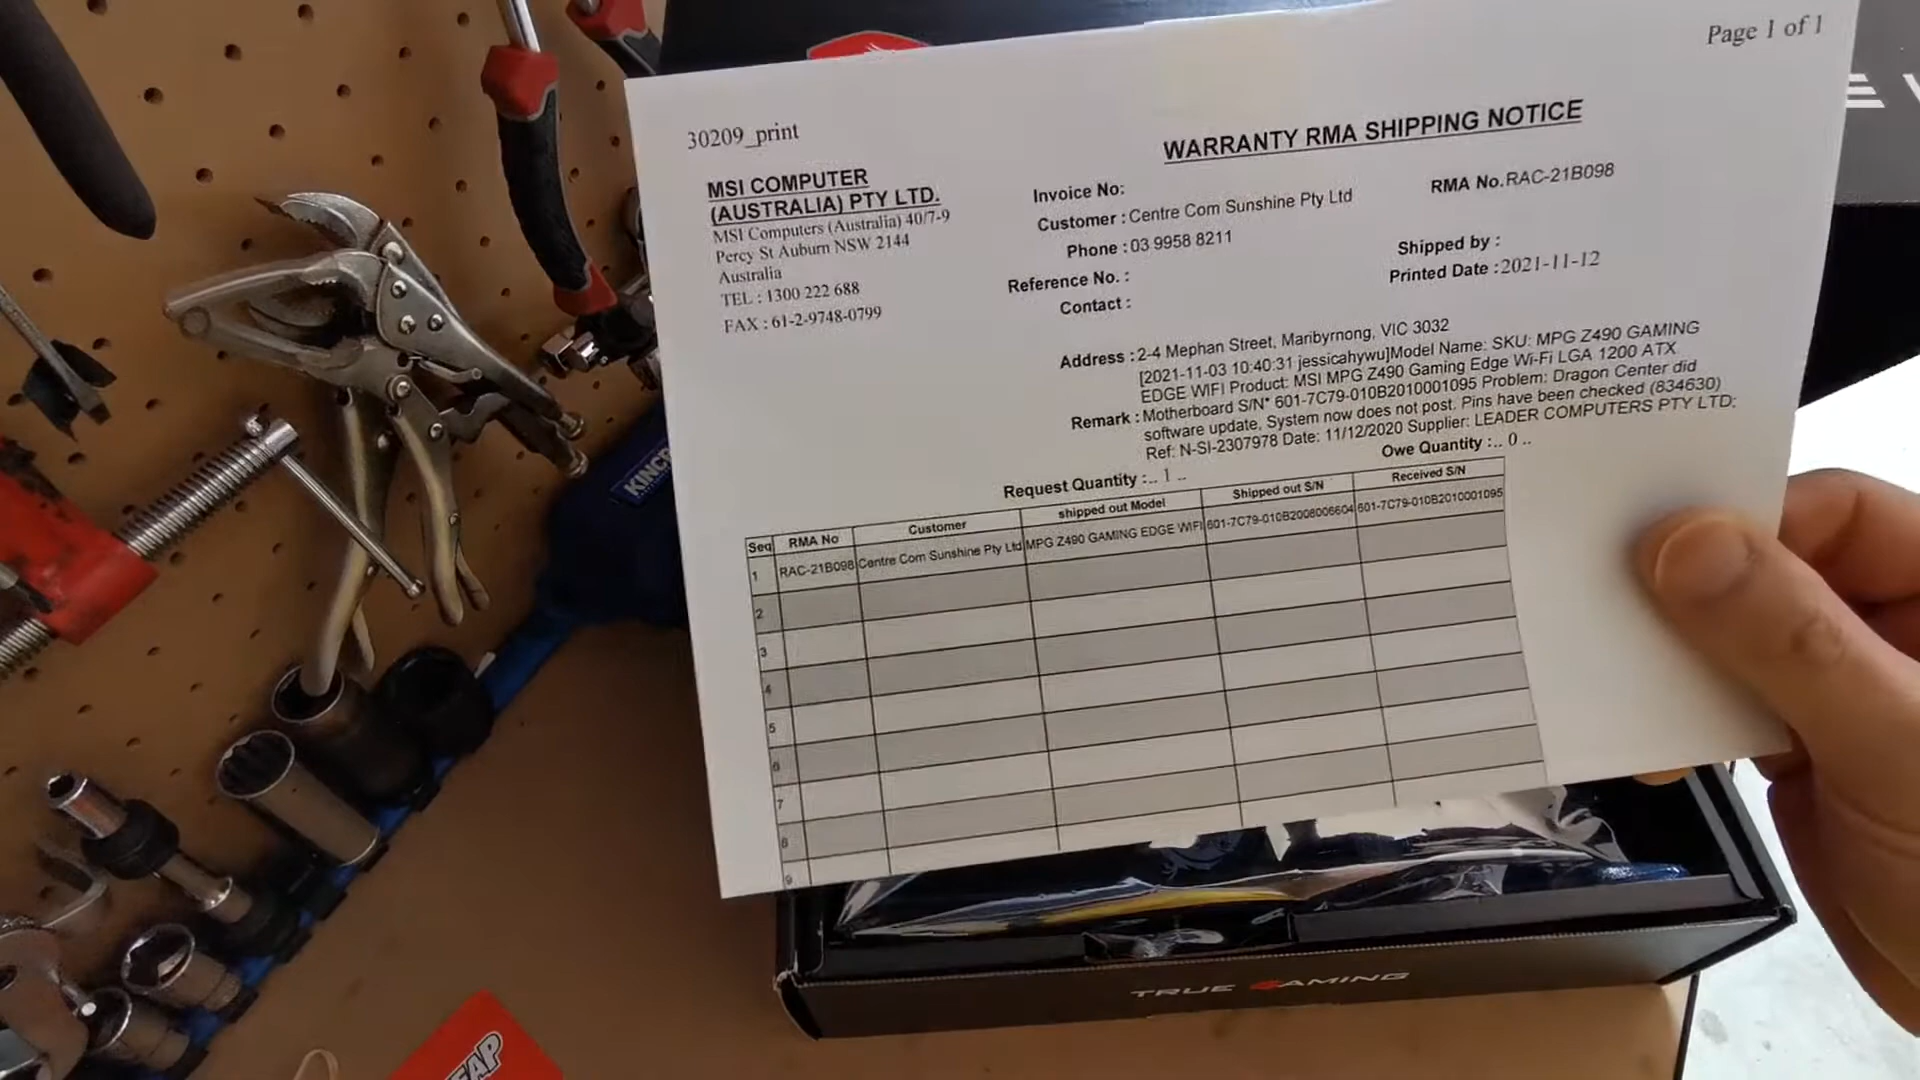 Page 1 of 1
30209_print
WARRANTY RMA SHIPPING NOTICE
MSI COMPUTER
(AUSTRALIA) PTY LTD.
MSI Computers (Australia) 40/7-9
Percy St Auburn NSW 2144
Australia
TEL : 1300 222 688
FAX : 61-2-9748-0799
Invoice No:
RMA No.RAC-21B098
Customer : Centre Com Sunshine Pty Ltd
Phone : 03 9958 8211
Shipped by :
Reference No. :
Printed Date : 2021-11-12
Contact :
Address : 2-4 Mephan Street, Maribyrnong, VIC 3032
[2021-11-03 10:40:31 jessicahywu]Model Name: SKU: MPG Z490 GAMING
EDGE WIFI Product: MSI MPG Z490 Gaming Edge Wi-Fi LGA 1200 ATX
Remark : Motherboard S/N* 601-7C79-010B2010001095 Problem: Dragon Center did
software update, System now does not post. Pins have been checked (834630)
Ref: N-SI-2307978 Date: 11/12/2020 Supplier: LEADER COMPUTERS PTY LTD;
Request Quantity :.. 1 ..
Owe Quantity :.. 0 ..
Seq RMA No Customer shipped out Model Shipped out S/N Received S/N
1 RAC-21B098 Centre Com Sunshine Pty Ltd MPG Z490 GAMING EDGE WIFI 601-7C79-010B2008006604 601-7C79-010B2010001095
2
3
4
5
6
7
8
9
TRUE GAMING